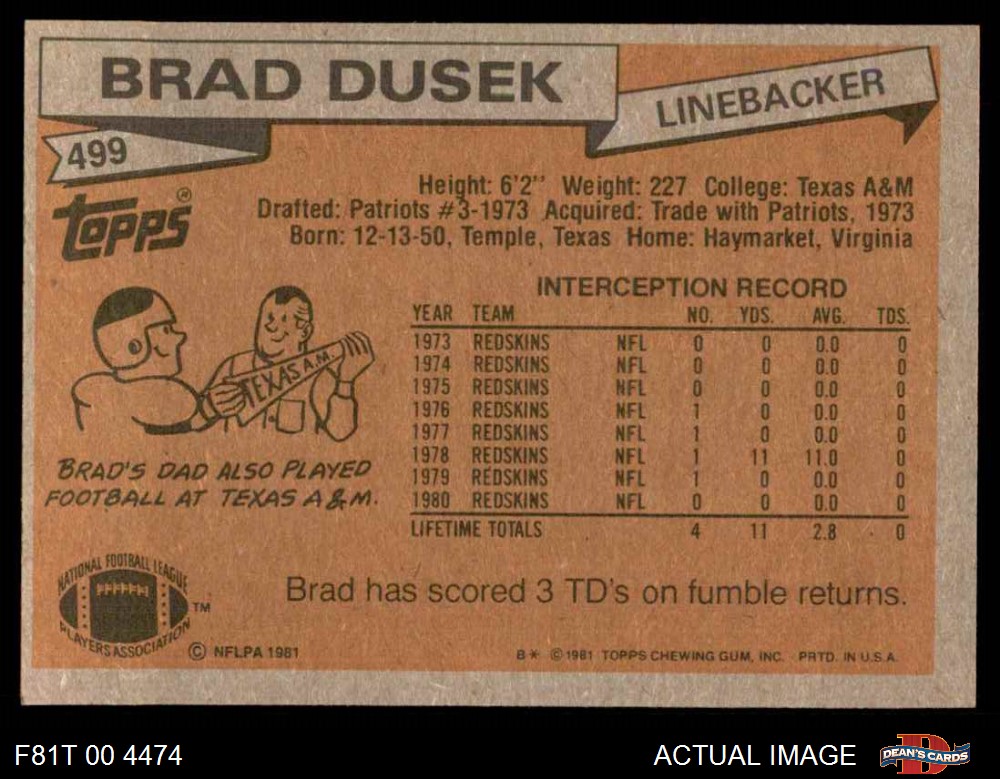 BRAD DUSEK
LINEBACKER
499
TOPPS®
Height: 6'2" Weight: 227 College: Texas A&M
Drafted: Patriots #3-1973 Acquired: Trade with Patriots, 1973
Born: 12-13-50, Temple, Texas Home: Haymarket, Virginia
TEXAS A.M.
BRAD'S DAD ALSO PLAYED
FOOTBALL AT TEXAS A & M.
INTERCEPTION RECORD
YEAR TEAM NO. YDS. AVG. TDS.
1973 REDSKINS NFL 0 0 0.0 0
1974 REDSKINS NFL 0 0 0.0 0
1975 REDSKINS NFL 0 0 0.0 0
1976 REDSKINS NFL 1 0 0.0 0
1977 REDSKINS NFL 1 0 0.0 0
1978 REDSKINS NFL 1 11 11.0 0
1979 REDSKINS NFL 1 0 0.0 0
1980 REDSKINS NFL 0 0 0.0 0
LIFETIME TOTALS 4 11 2.8 0
Brad has scored 3 TD's on fumble returns.
NATIONAL FOOTBALL LEAGUE
PLAYERS ASSOCIATION
TM
© NFLPA 1981
B* © 1981 TOPPS CHEWING GUM, INC. PRTD. IN U.S.A.
F81T 00 4474
ACTUAL IMAGE
D
DEAN'S CARDS